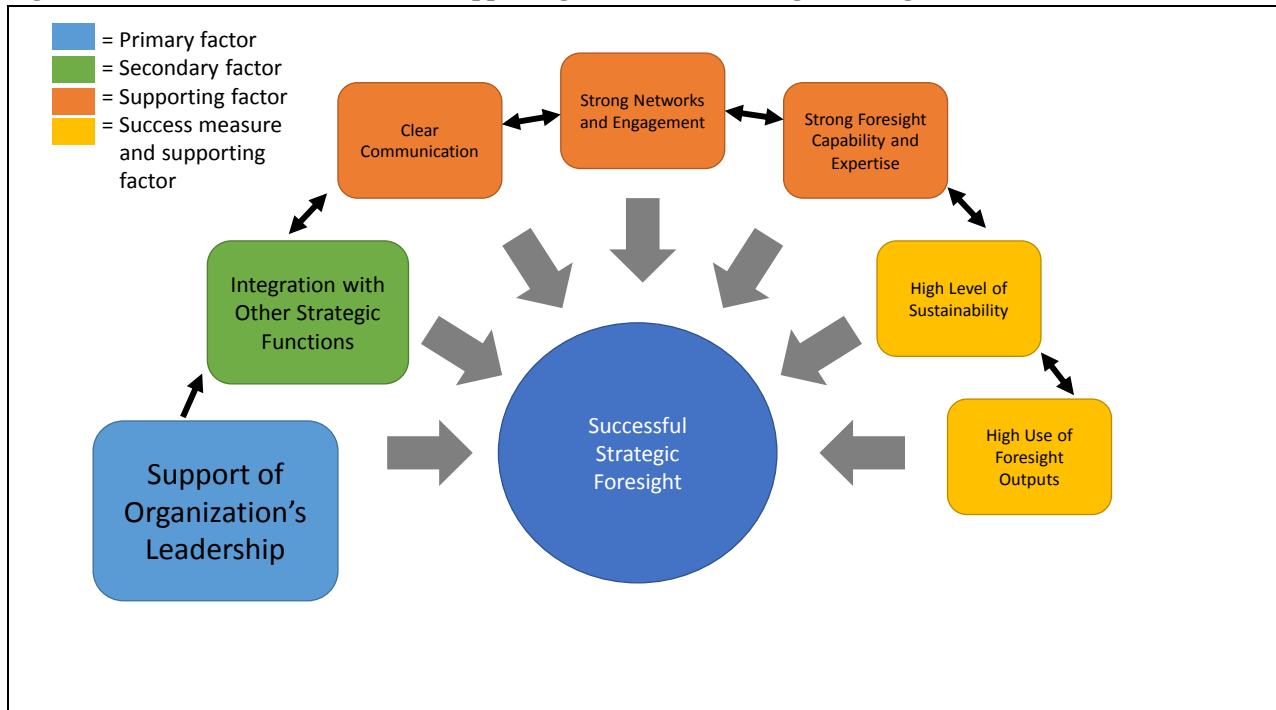 = Primary factor
= Secondary factor
= Supporting factor
= Success measure
and supporting
factor
Clear
Communication
Strong Networks
and Engagement
Strong Foresight
Capability and
Expertise
Integration with
Other Strategic
Functions
High Level of
Sustainability
Support of
Organization’s
Leadership
Successful
Strategic
Foresight
High Use of
Foresight
Outputs